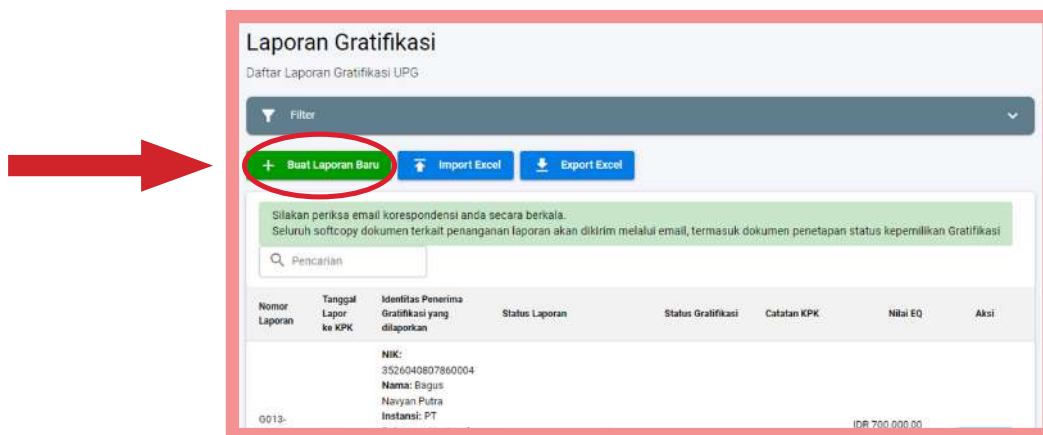 Laporan Gratifikasi
Daftar Laporan Gratifikasi UPG
Filter
+ Buat Laporan Baru
Import Excel
Export Excel
Silakan periksa email korespondensi anda secara berkala.
Seluruh softcopy dokumen terkait penanganan laporan akan dikirim melalui email, termasuk dokumen penetapan status kepemilikan Gratifikasi
Pencarian
Nomor Laporan
Tanggal Lapor ke KPK
Identitas Penerima Gratifikasi yang dilaporkan
Status Laporan
Status Gratifikasi
Catatan KPK
Nilai EQ
Aksi
G013-
NIK:
3526040807860004
Nama: Bagus
Navyan Putra
Instansi: PT
IDR 700.000,00